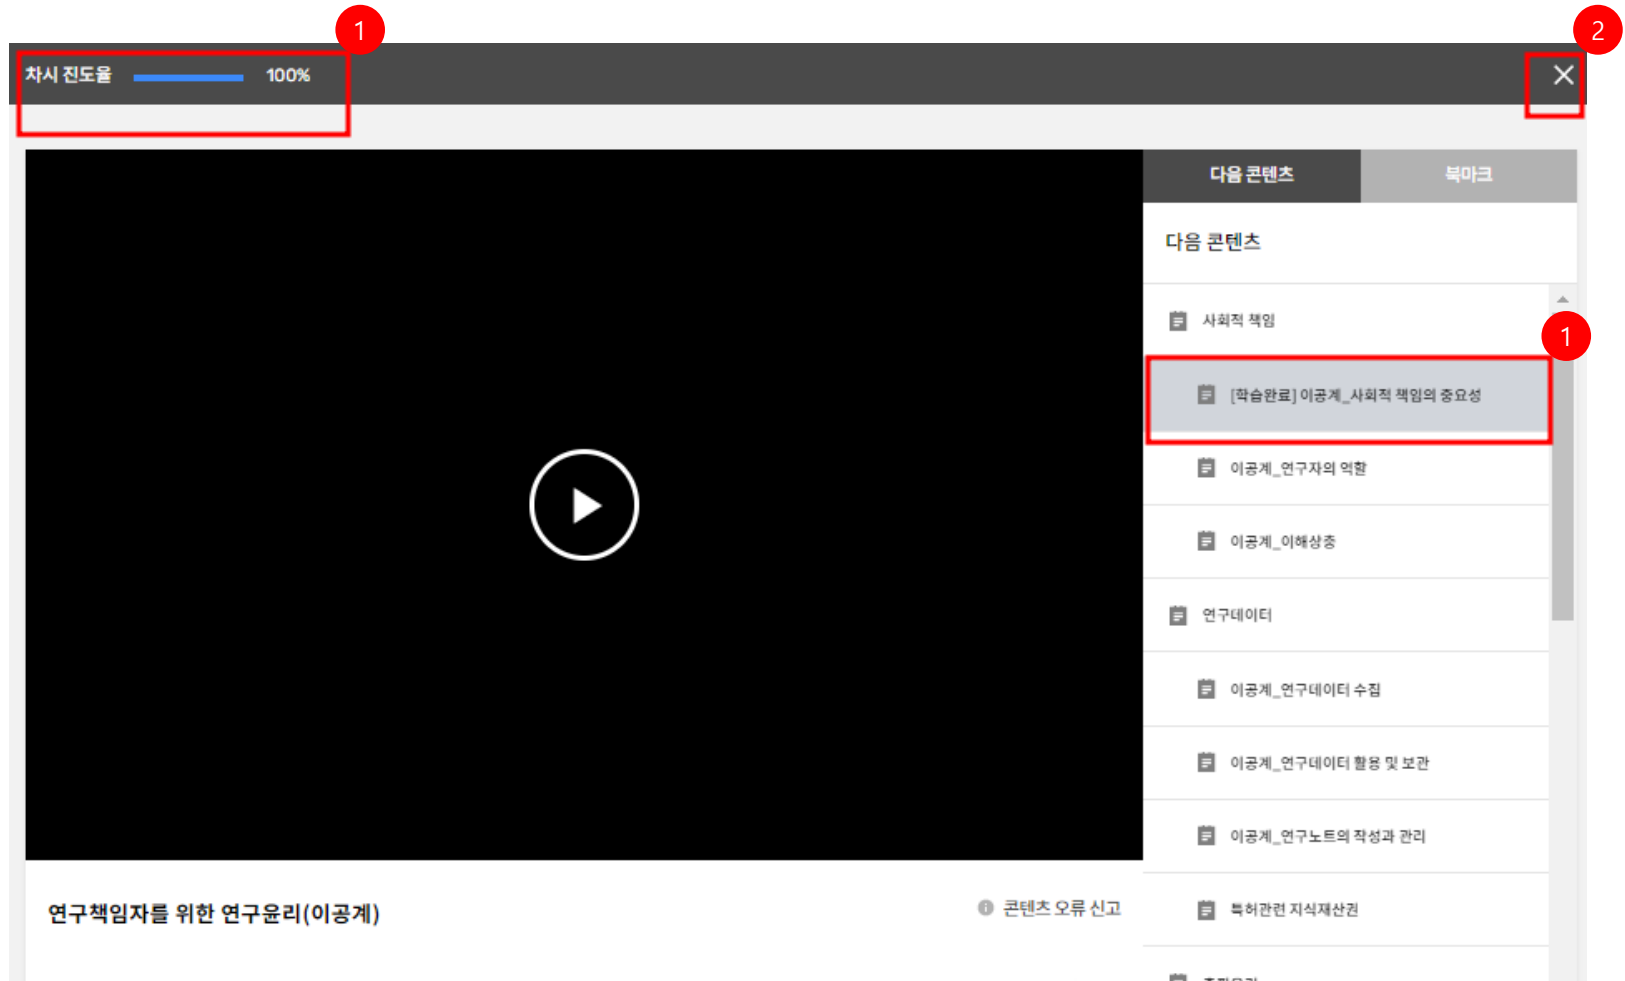 1
2
차시 진도율 100%
다음 콘텐츠 북마크
다음 콘텐츠
사회적 책임
1
[학습완료] 이공계_사회적 책임의 중요성
이공계_연구자의 역할
이공계_이해상충
연구데이터
이공계_연구데이터 수집
이공계_연구데이터 활용 및 보관
이공계_연구노트의 작성과 관리
특허관련 지식재산권
연구책임자를 위한 연구윤리(이공계)
콘텐츠 오류 신고